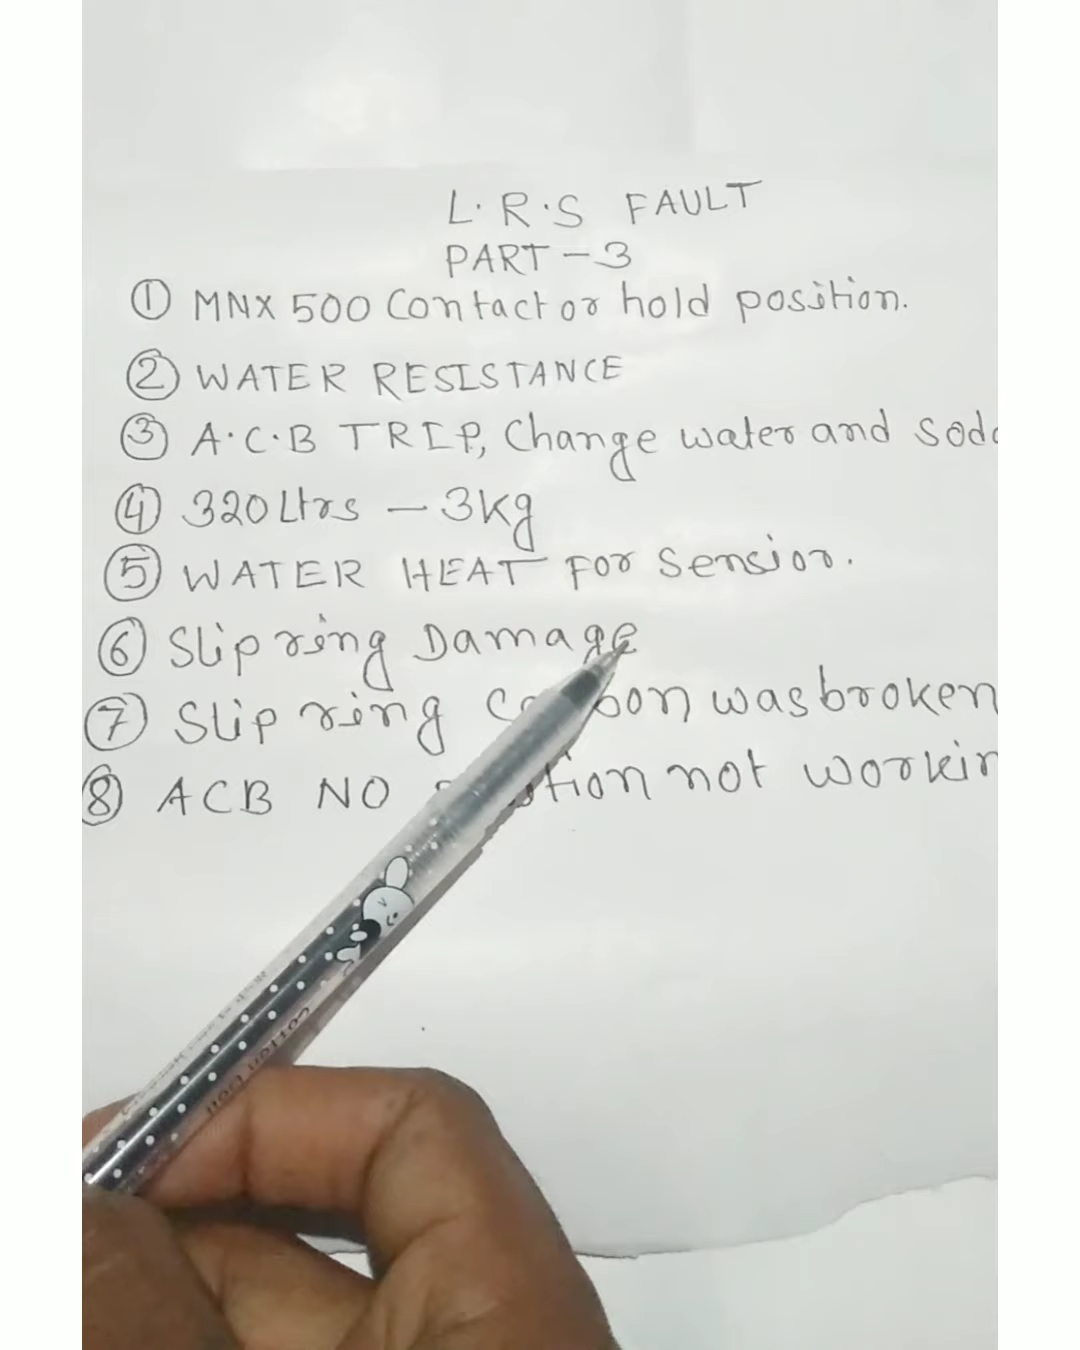 L.R.S FAULT
PART-3
① MNX 500 Contactor hold position.
② WATER RESISTANCE
③ A.C.B TRIP, Change water and
④ 320 Ltrs - 3kg
⑤ WATER HEAT For Sensior.
⑥ Slip ring Damage
⑦ Slip ring was broken
⑧ ACB NO not